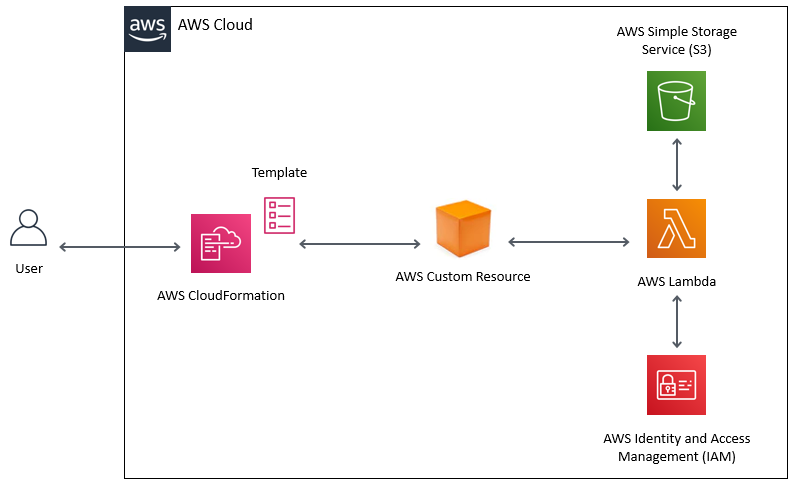 aws
AWS Cloud
AWS Simple Storage
Service (S3)
Template
User
AWS CloudFormation
AWS Custom Resource
AWS Lambda
AWS Identity and Access
Management (IAM)